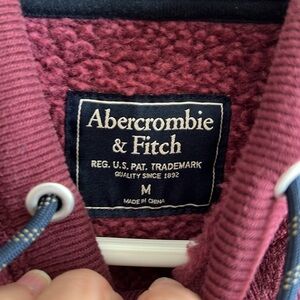 Abercrombie
& Fitch
REG. U.S. PAT. TRADEMARK
QUALITY SINCE 1892
M
MADE IN CHINA